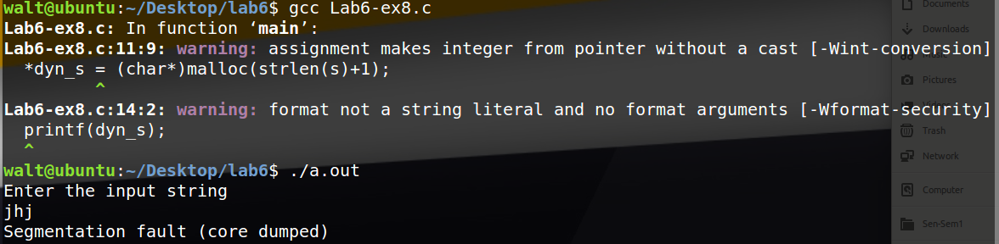 walt@ubuntu:~/Desktop/lab6$ gcc Lab6-ex8.c
Lab6-ex8.c: In function ‘main’:
Lab6-ex8.c:11:9: warning: assignment makes integer from pointer without a cast [-Wint-conversion]
  *dyn_s = (char*)malloc(strlen(s)+1);
         ^
Lab6-ex8.c:14:2: warning: format not a string literal and no format arguments [-Wformat-security]
  printf(dyn_s);
  ^
walt@ubuntu:~/Desktop/lab6$ ./a.out
Enter the input string
jhj
Segmentation fault (core dumped)
Documents
Downloads
Pictures
Trash
Network
Computer
Sen-Sem1